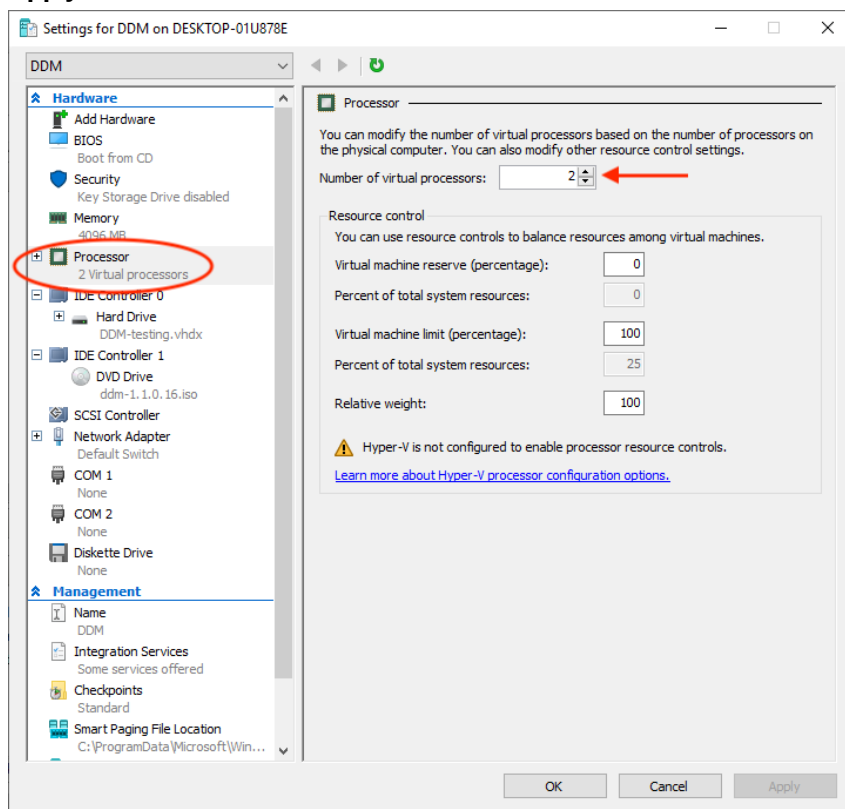 Settings for DDM on DESKTOP-01U878E
DDM
Hardware
Add Hardware
BIOS
Boot from CD
Security
Key Storage Drive disabled
Memory
4096 MB
Processor
2 Virtual processors
IDE Controller 0
Hard Drive
DDM-testing.vhdx
IDE Controller 1
DVD Drive
ddm-1.1.0.16.iso
SCSI Controller
Network Adapter
Default Switch
COM 1
None
COM 2
None
Diskette Drive
None
Management
Name
DDM
Integration Services
Some services offered
Checkpoints
Standard
Smart Paging File Location
C:\ProgramData\Microsoft\Win...
Processor
You can modify the number of virtual processors based on the number of processors on
the physical computer. You can also modify other resource control settings.
Number of virtual processors: 2
Resource control
You can use resource controls to balance resources among virtual machines.
Virtual machine reserve (percentage): 0
Percent of total system resources: 0
Virtual machine limit (percentage): 100
Percent of total system resources: 25
Relative weight: 100
Hyper-V is not configured to enable processor resource controls.
Learn more about Hyper-V processor configuration options.
OK Cancel Apply